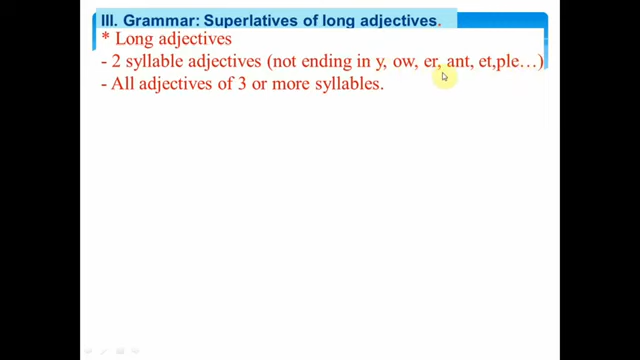 III. Grammar: Superlatives of long adjectives.
* Long adjectives
- 2 syllable adjectives (not ending in y, ow, er, ant, et,ple…)
- All adjectives of 3 or more syllables.